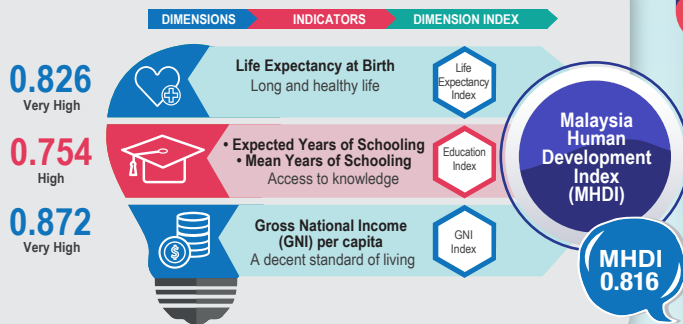 DIMENSIONS
INDICATORS
DIMENSION INDEX
0.826
Very High
Life Expectancy at Birth
Long and healthy life
Life
Expectancy
Index
0.754
High
• Expected Years of Schooling
• Mean Years of Schooling
Access to knowledge
Education
Index
0.872
Very High
$
Gross National Income
(GNI) per capita
A decent standard of living
GNI
Index
Malaysia
Human
Development
Index
(MHDI)
MHDI
0.816